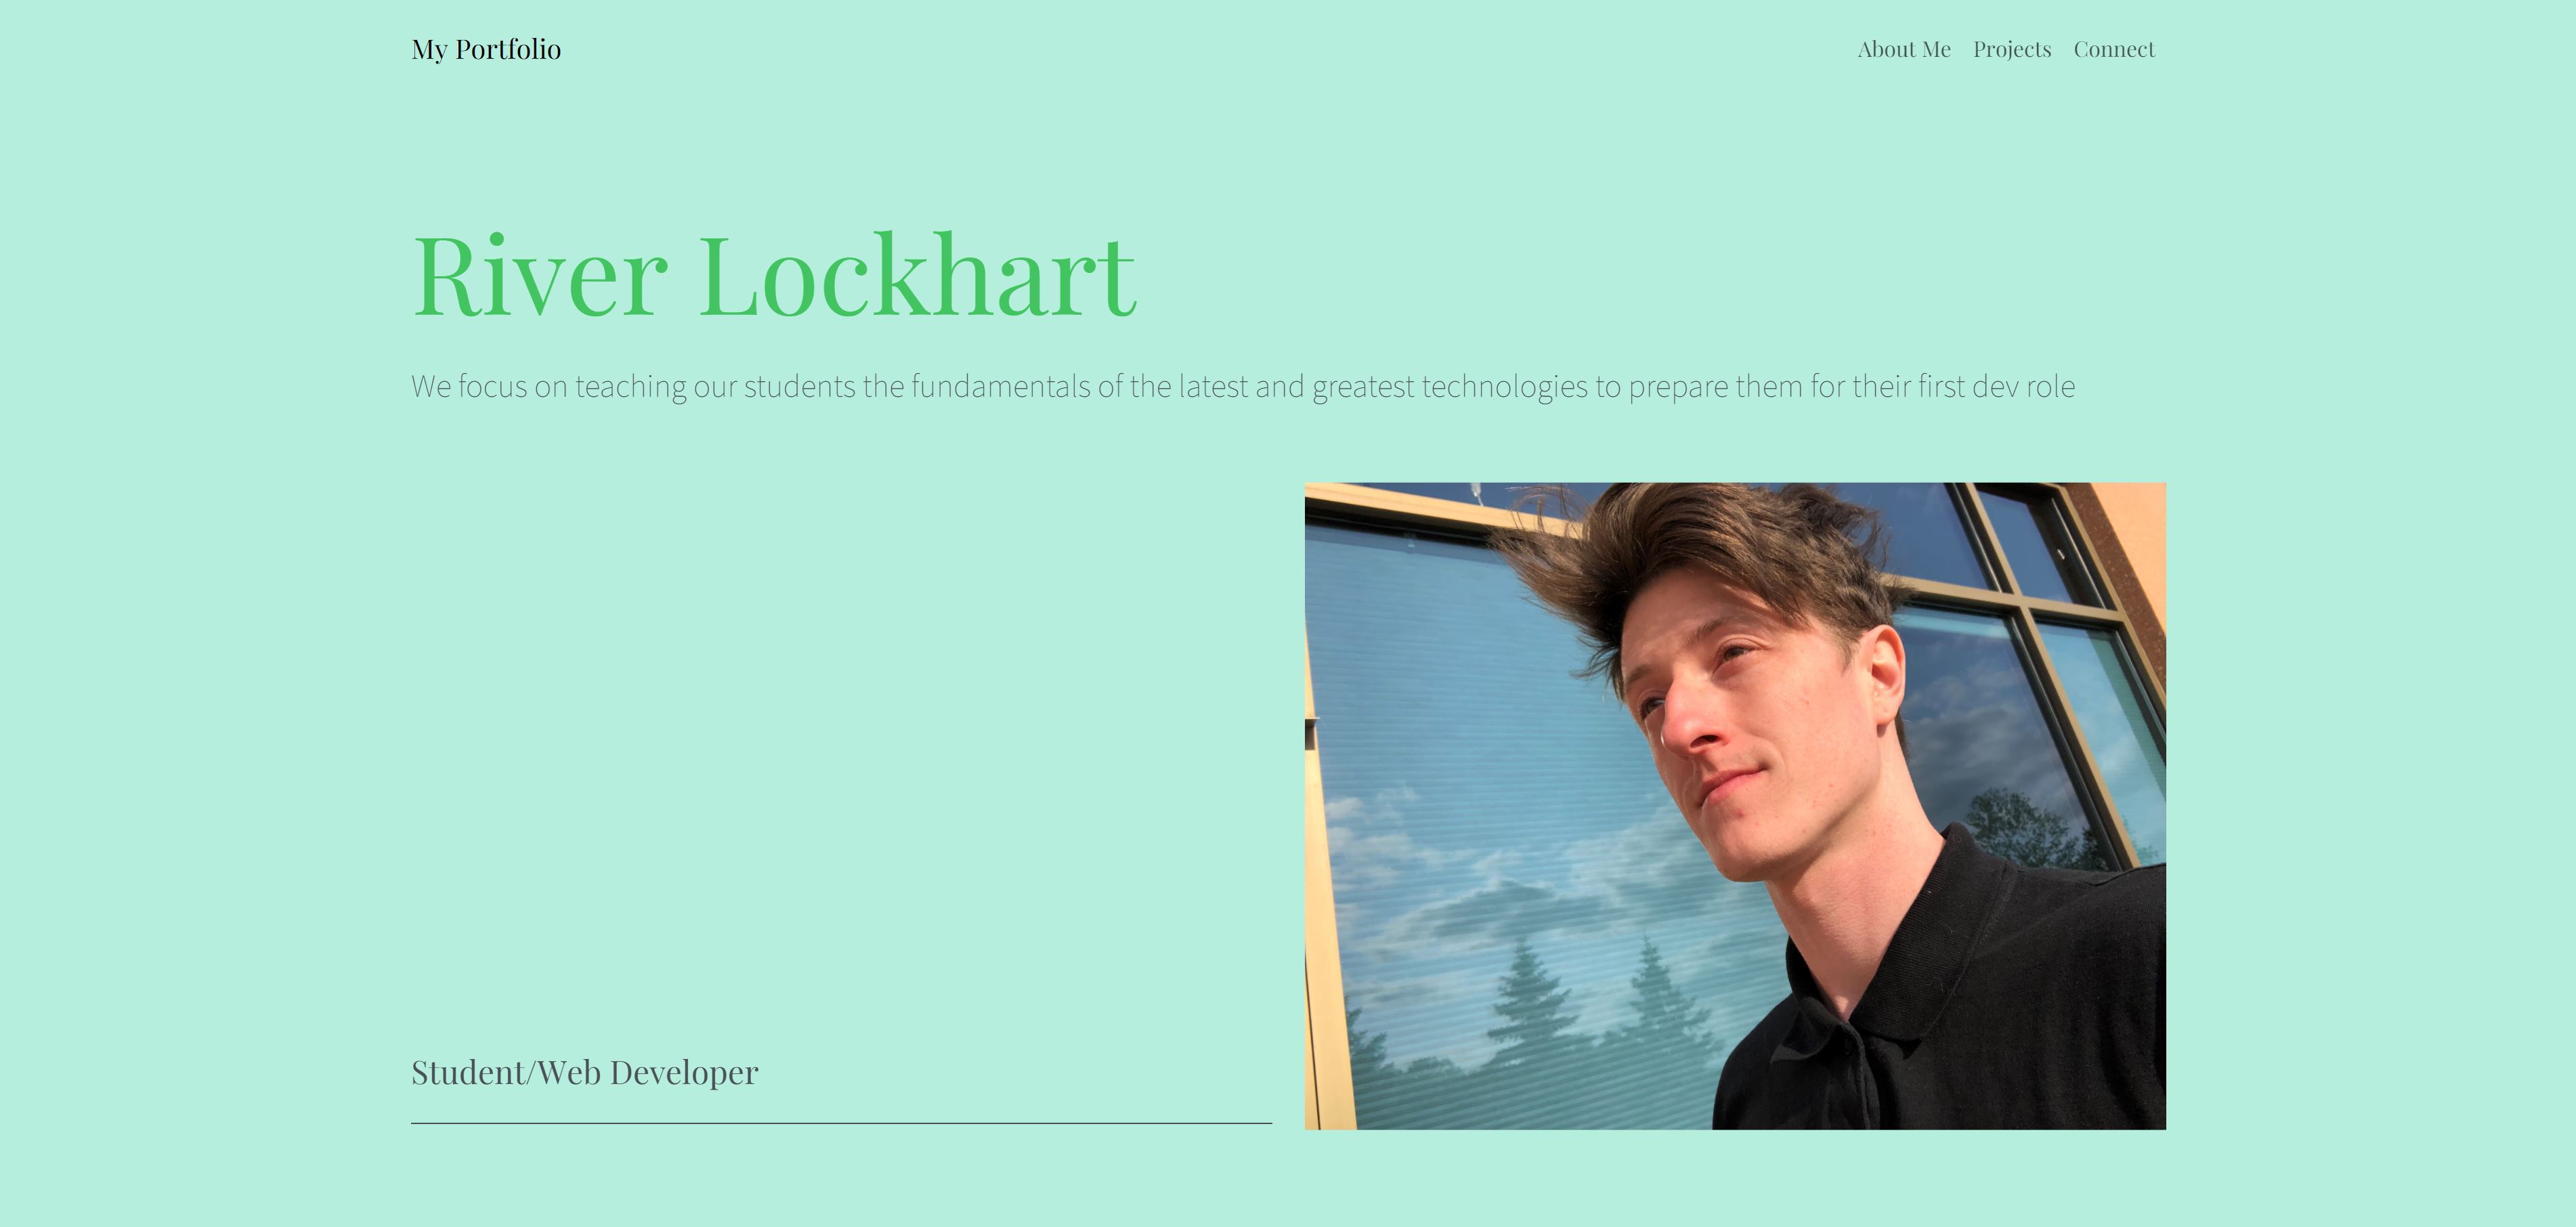 My Portfolio
About Me Projects Connect
River Lockhart
We focus on teaching our students the fundamentals of the latest and greatest technologies to prepare them for their first dev role
Student/Web Developer